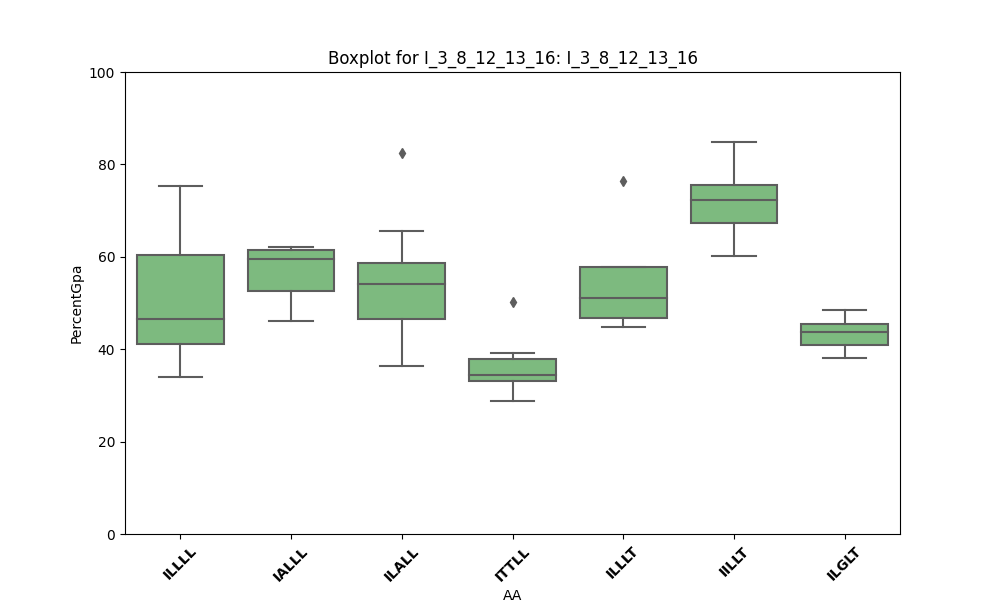 Boxplot for I_3_8_12_13_16: I_3_8_12_13_16
100
80
60
40
20
0
PercentGpa
ILLLL
IALLL
ILALL
ITTLL
ILLLT
IILLT
ILGLT
AA